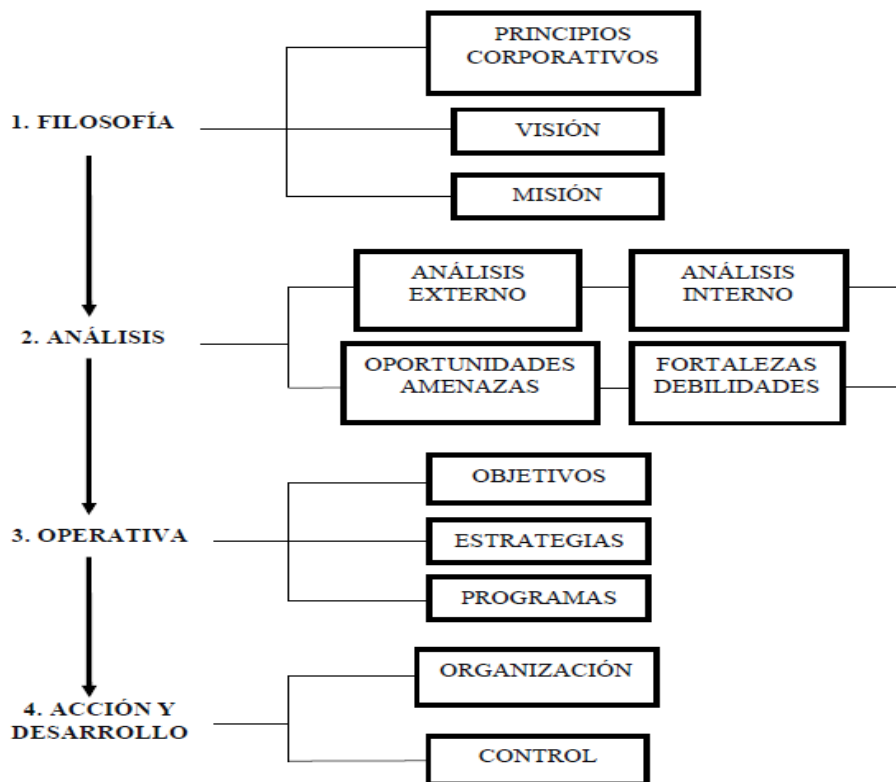 PRINCIPIOS
CORPORATIVOS
1. FILOSOFÍA
VISIÓN
MISIÓN
ANÁLISIS
EXTERNO
ANÁLISIS
INTERNO
2. ANÁLISIS
OPORTUNIDADES
AMENAZAS
FORTALEZAS
DEBILIDADES
OBJETIVOS
3. OPERATIVA
ESTRATEGIAS
PROGRAMAS
ORGANIZACIÓN
4. ACCIÓN Y
DESARROLLO
CONTROL